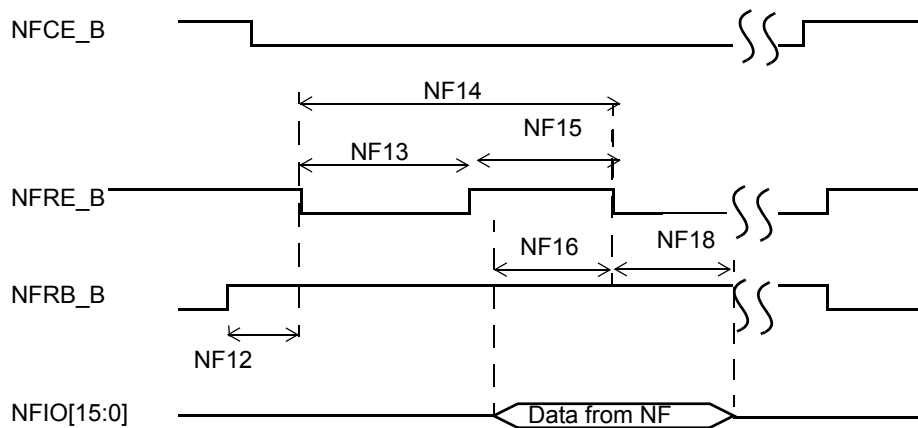 NFCE_B
NF14
NF15
NF13
NFRE_B
NF16
NF18
NFRB_B
NF12
NFIO[15:0]
Data from NF